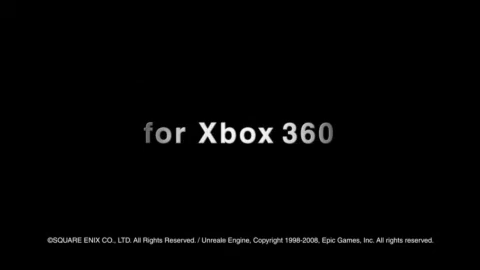 for Xbox 360
©SQUARE ENIX CO., LTD. All Rights Reserved. / Unreale Engine, Copyright 1998-2008, Epic Games, Inc. All rights reserved.